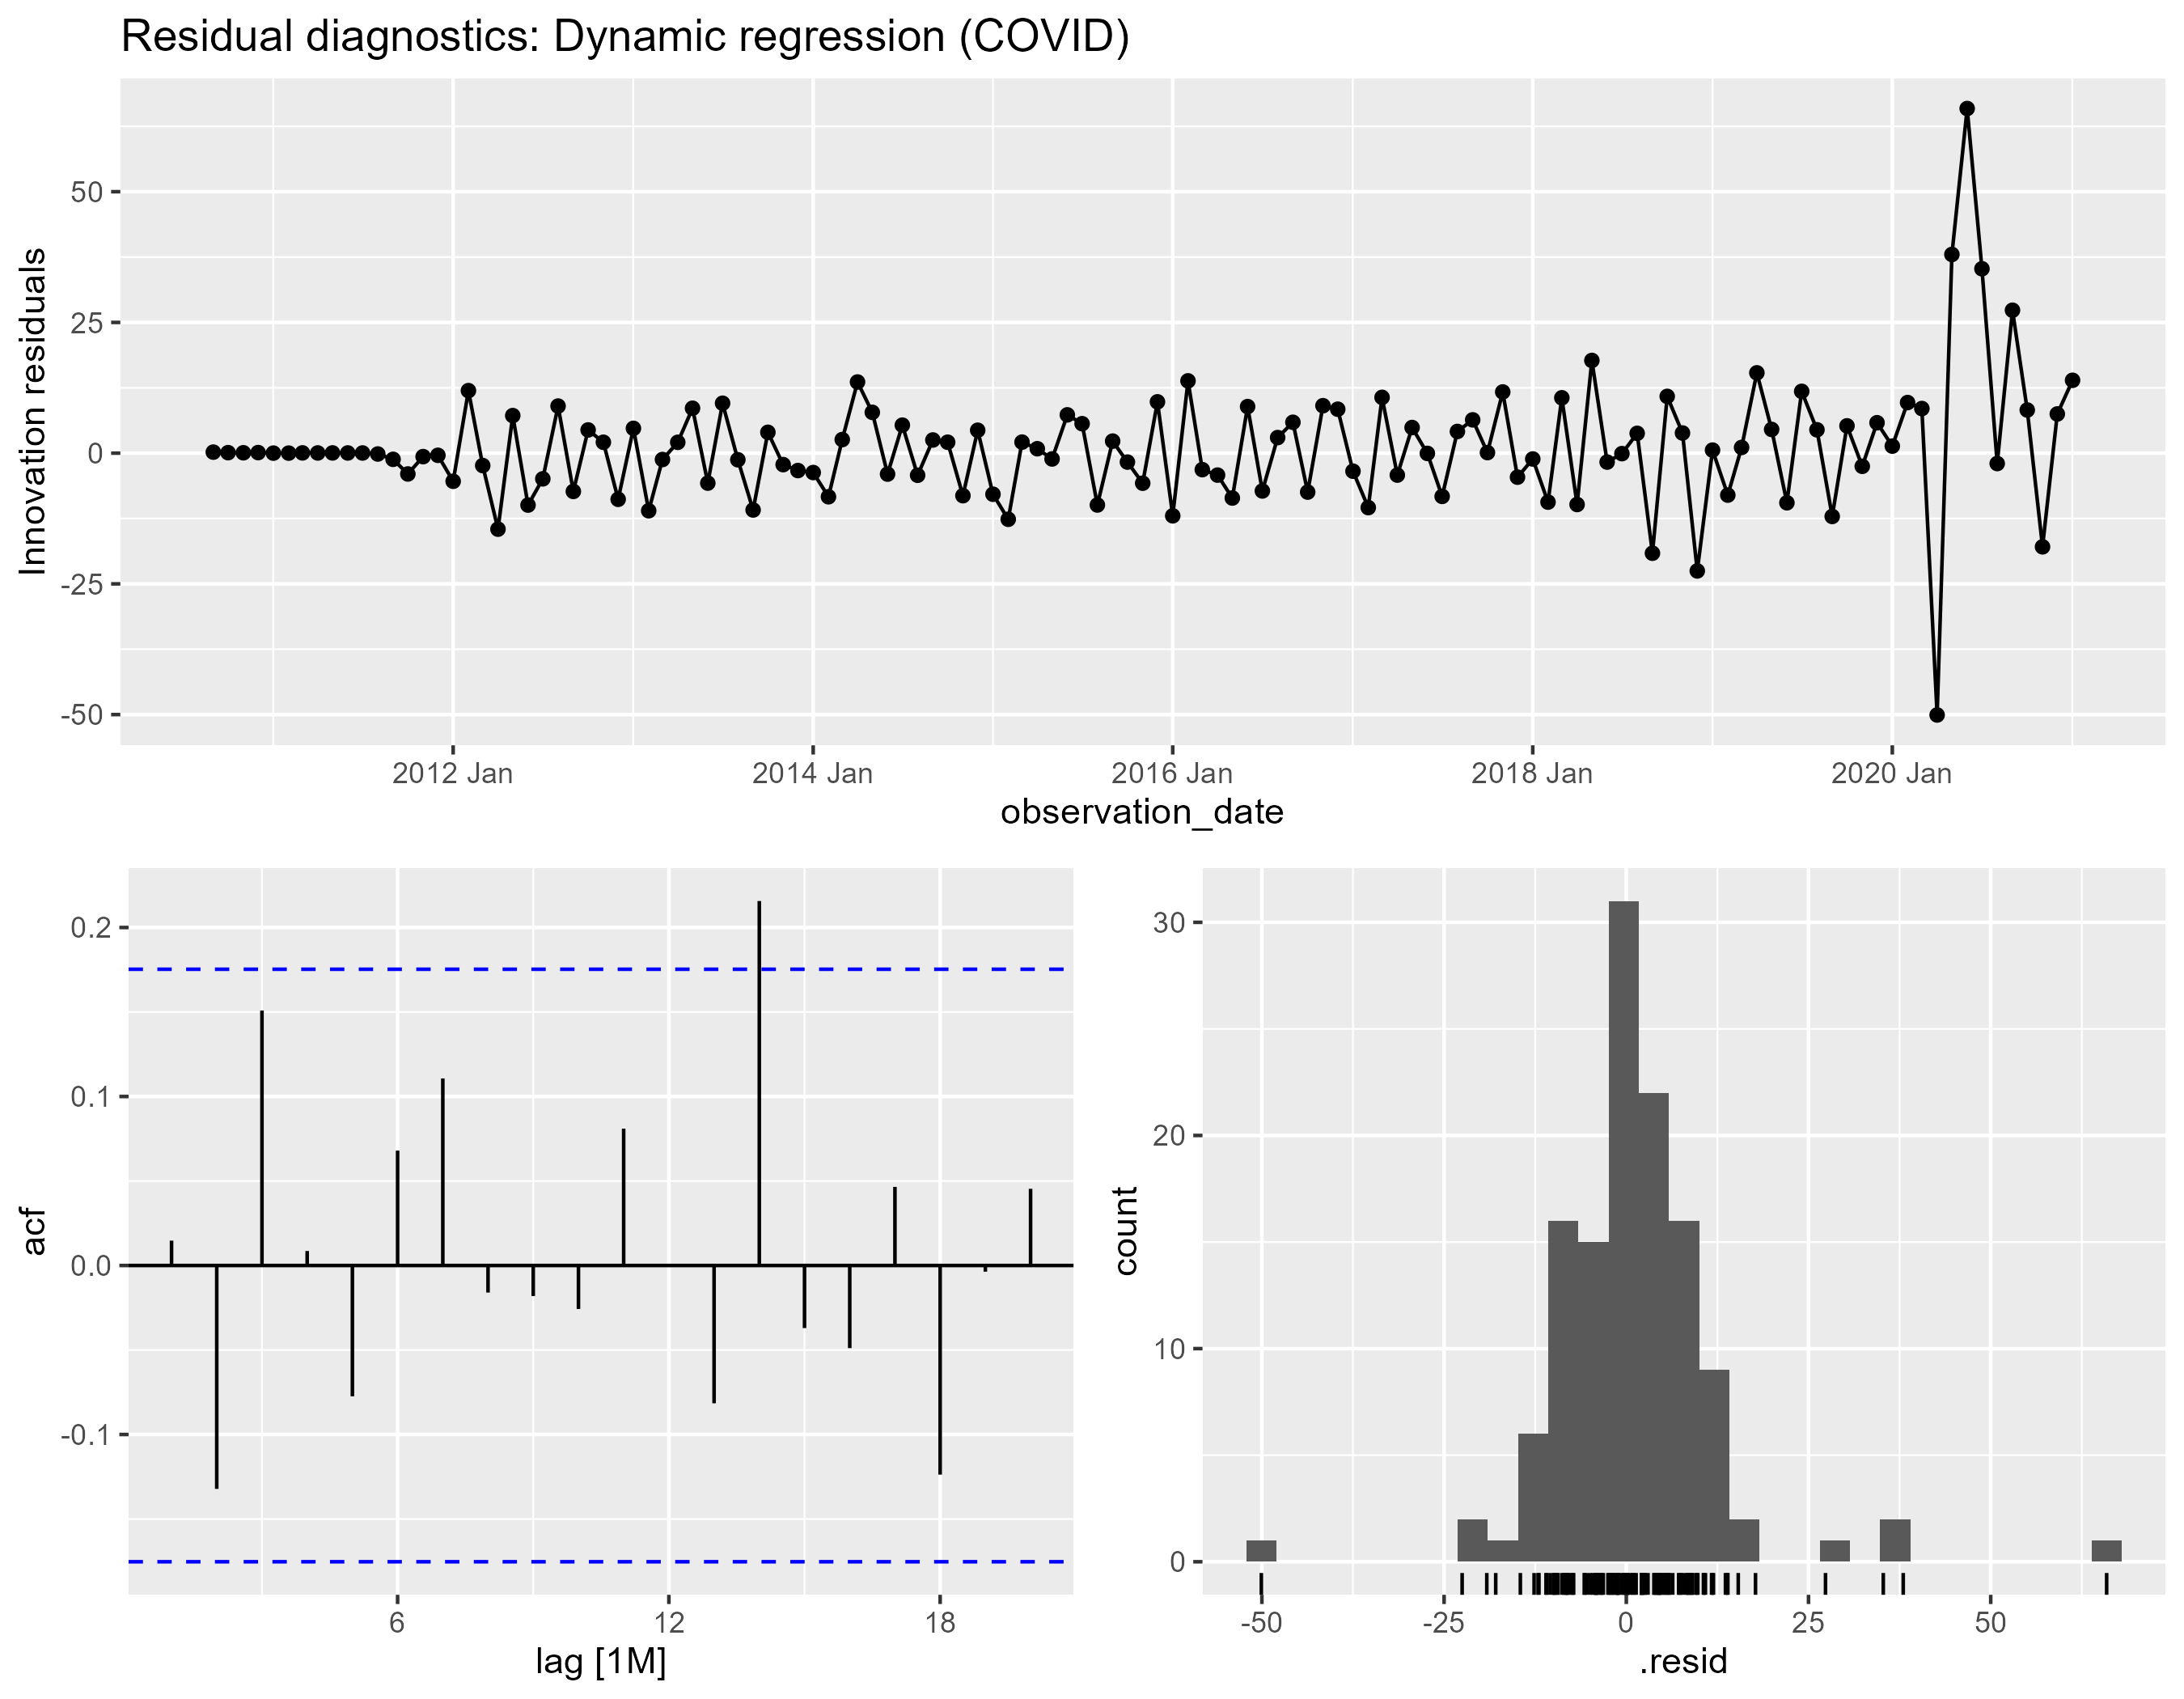 Residual diagnostics: Dynamic regression (COVID)
Innovation residuals
50
25
0
-25
-50
2012 Jan
2014 Jan
2016 Jan
2018 Jan
2020 Jan
observation_date
acf
0.2
0.1
0.0
-0.1
6
12
18
lag [1M]
count
30
20
10
0
-50
-25
0
25
50
.resid